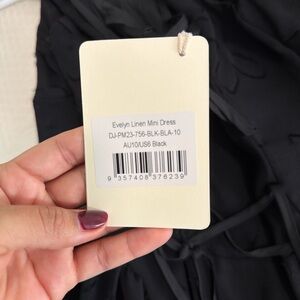 Evelyn Linen Mini Dress
DJ-PM23-756-BLK-BLA-10
AU10/US6 Black
9 357408 376239